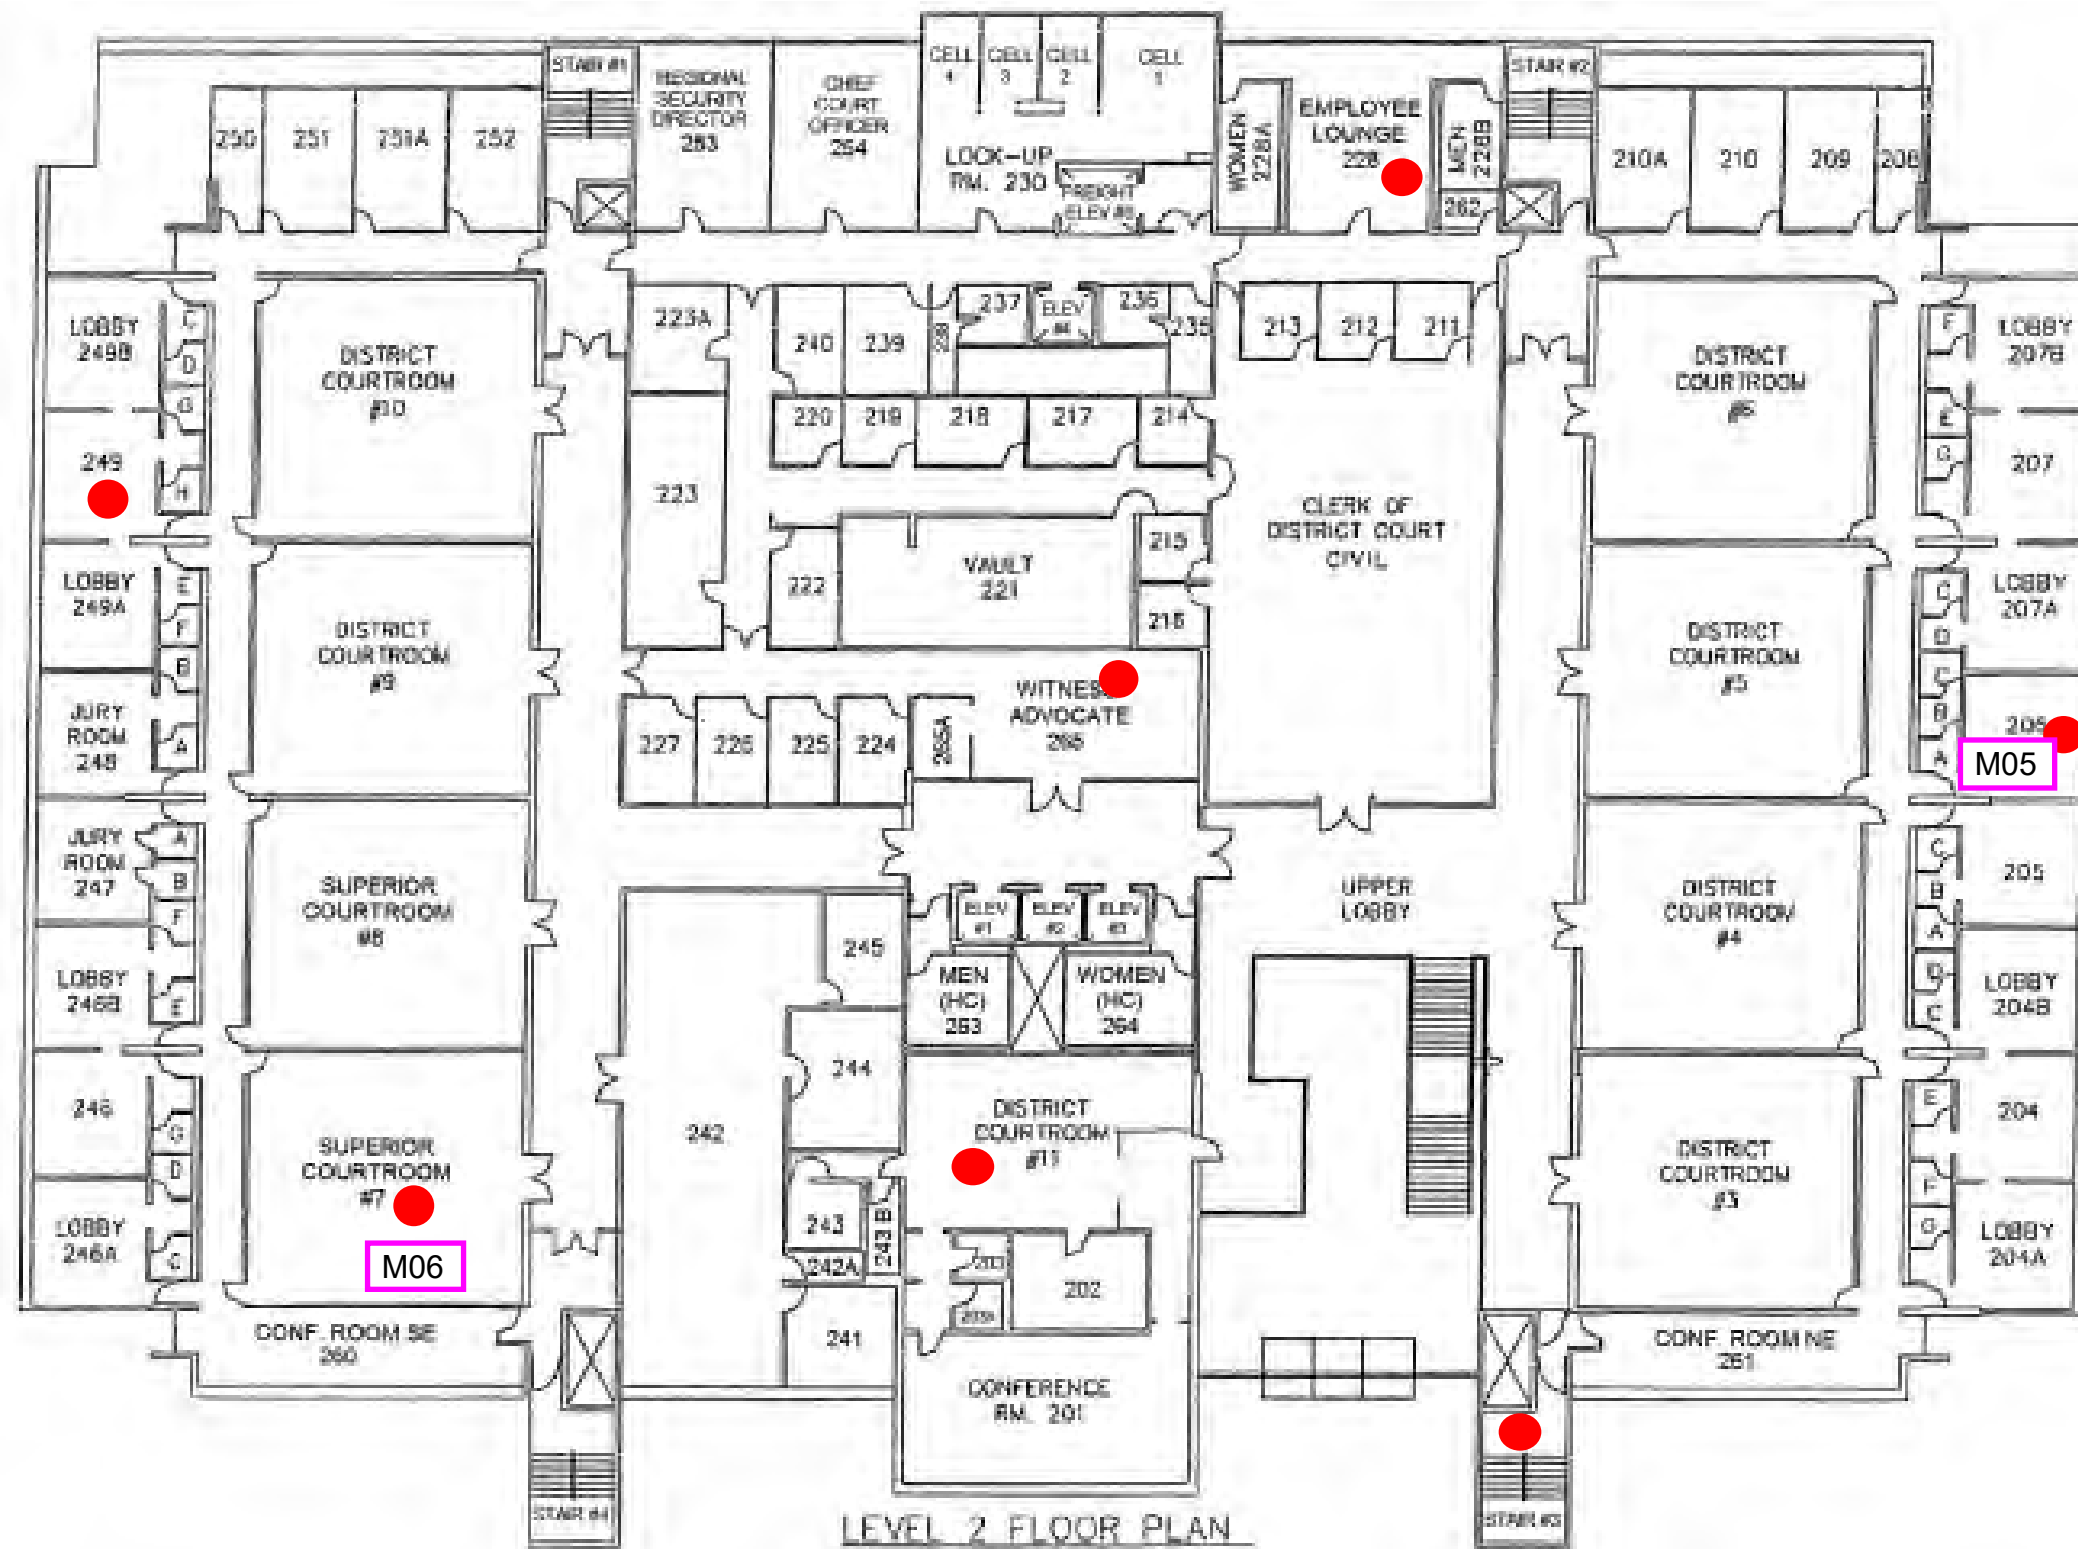 STAIR #1
REGIONAL
SECURITY
DIRECTOR
253
CHIEF
COURT
OFFICER
254
CELL
4
CELL
3
CELL
2
CELL
1
LOCK-UP
RM. 230
FREIGHT
ELEV #5
WOMEN
228A
EMPLOYEE
LOUNGE
228
MEN
228B
262
STAIR #2
250
251
251A
252
210A
210
209
208
LOBBY
249B
C
D
G
H
249
DISTRICT
COURTROOM
#10
223A
240
239
238
237
ELEV
#4
236
235
213
212
211
DISTRICT
COURTROOM
#6
F
E
G
LOBBY
207B
207
220
219
218
217
214
223
CLERK OF
DISTRICT COURT
CIVIL
VAULT
221
222
215
216
LOBBY
249A
E
F
B
A
JURY
ROOM
248
DISTRICT
COURTROOM
#9
227
226
225
224
265A
WITNESS
ADVOCATE
265
DISTRICT
COURTROOM
#5
C
D
C
B
A
LOBBY
207A
206
M05
JURY
ROOM
247
A
B
F
E
LOBBY
246B
SUPERIOR
COURTROOM
#8
245
ELEV
#1
ELEV
#2
ELEV
#3
MEN
(HC)
263
WOMEN
(HC)
264
UPPER
LOBBY
DISTRICT
COURTROOM
#4
C
B
A
D
C
205
LOBBY
204B
246
G
D
C
LOBBY
246A
SUPERIOR
COURTROOM
#7
M06
242
244
243
243 B
242A
241
DISTRICT
COURTROOM
#11
203
202
DISTRICT
COURTROOM
#3
E
F
G
204
LOBBY
204A
CONF. ROOM SE
260
CONFERENCE
RM. 201
CONF. ROOM NE
261
STAIR #4
STAIR #3
LEVEL 2 FLOOR PLAN